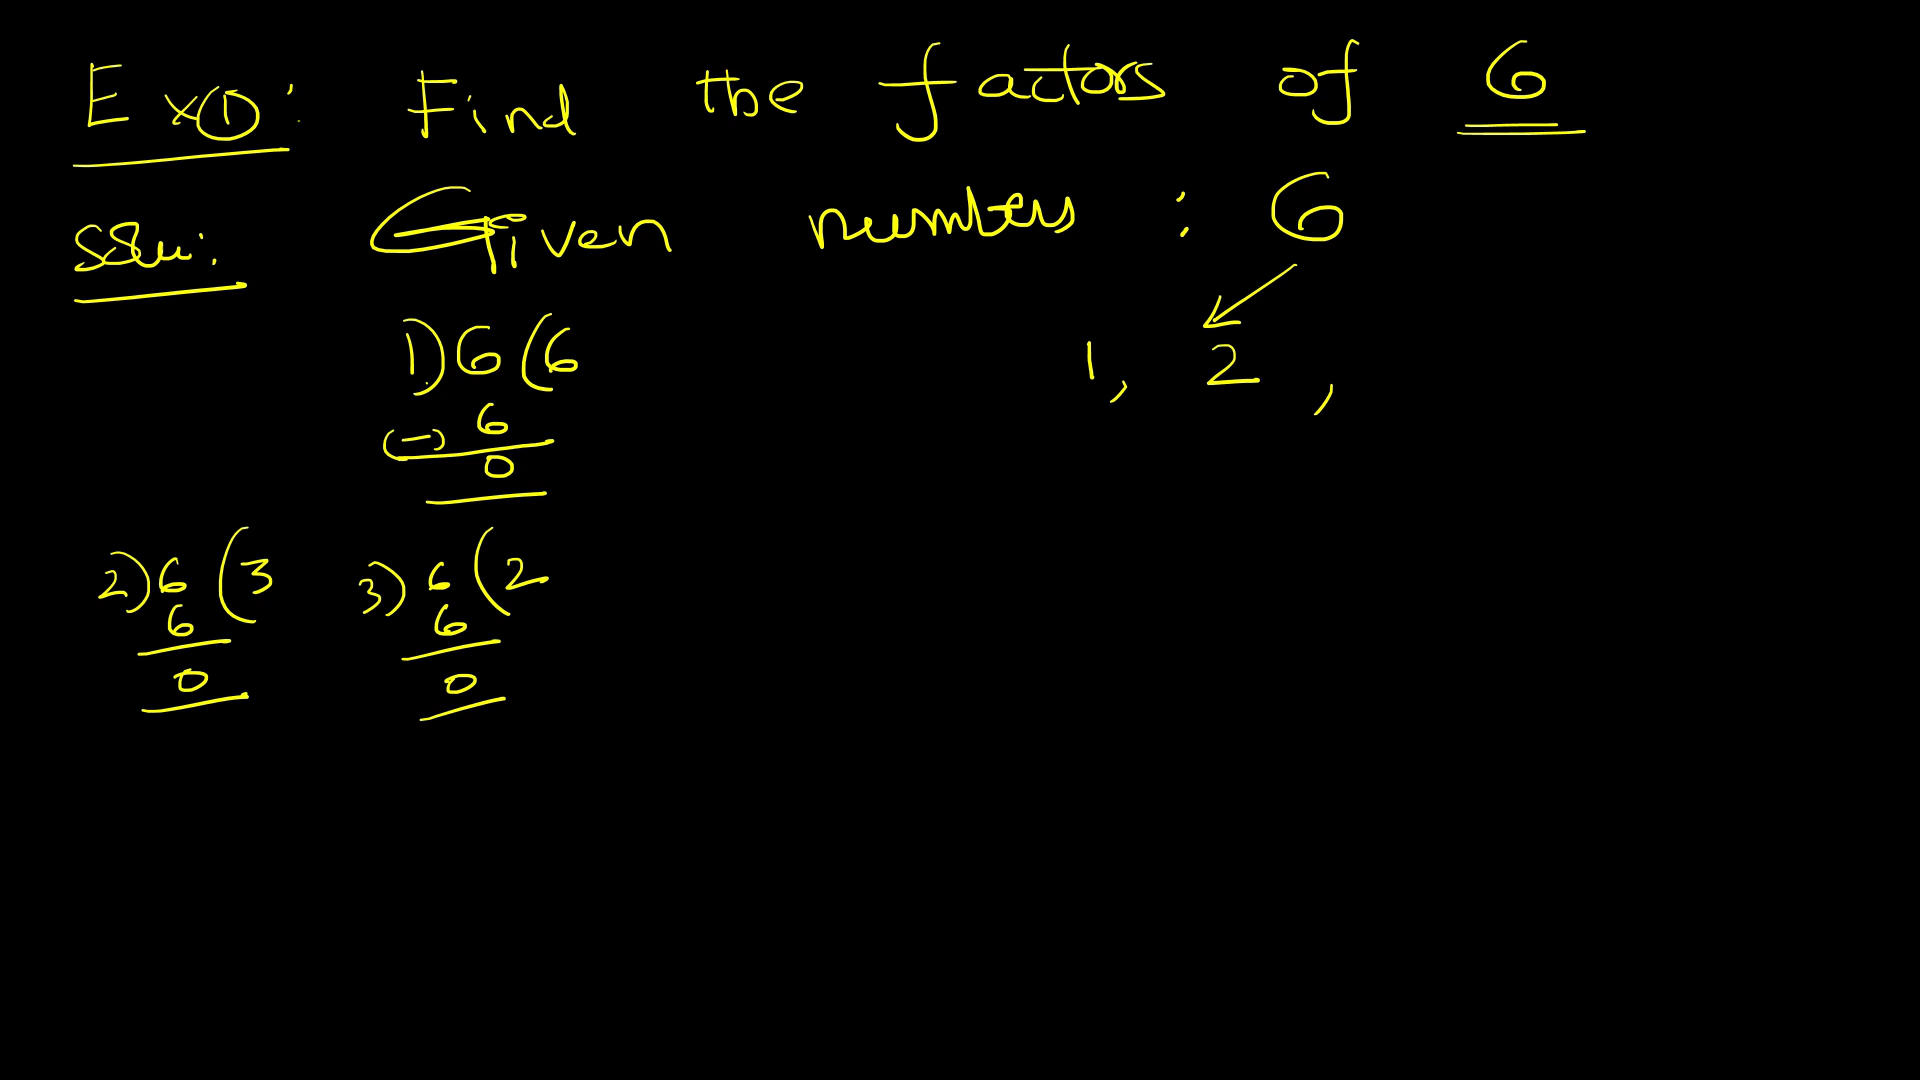 Ex①: Find the factors of 6
Soln: Given numbers : 6
1)6(6
1, 2 ,
(-) 6
0
2)6(3 3)6(2
6 6
0 0